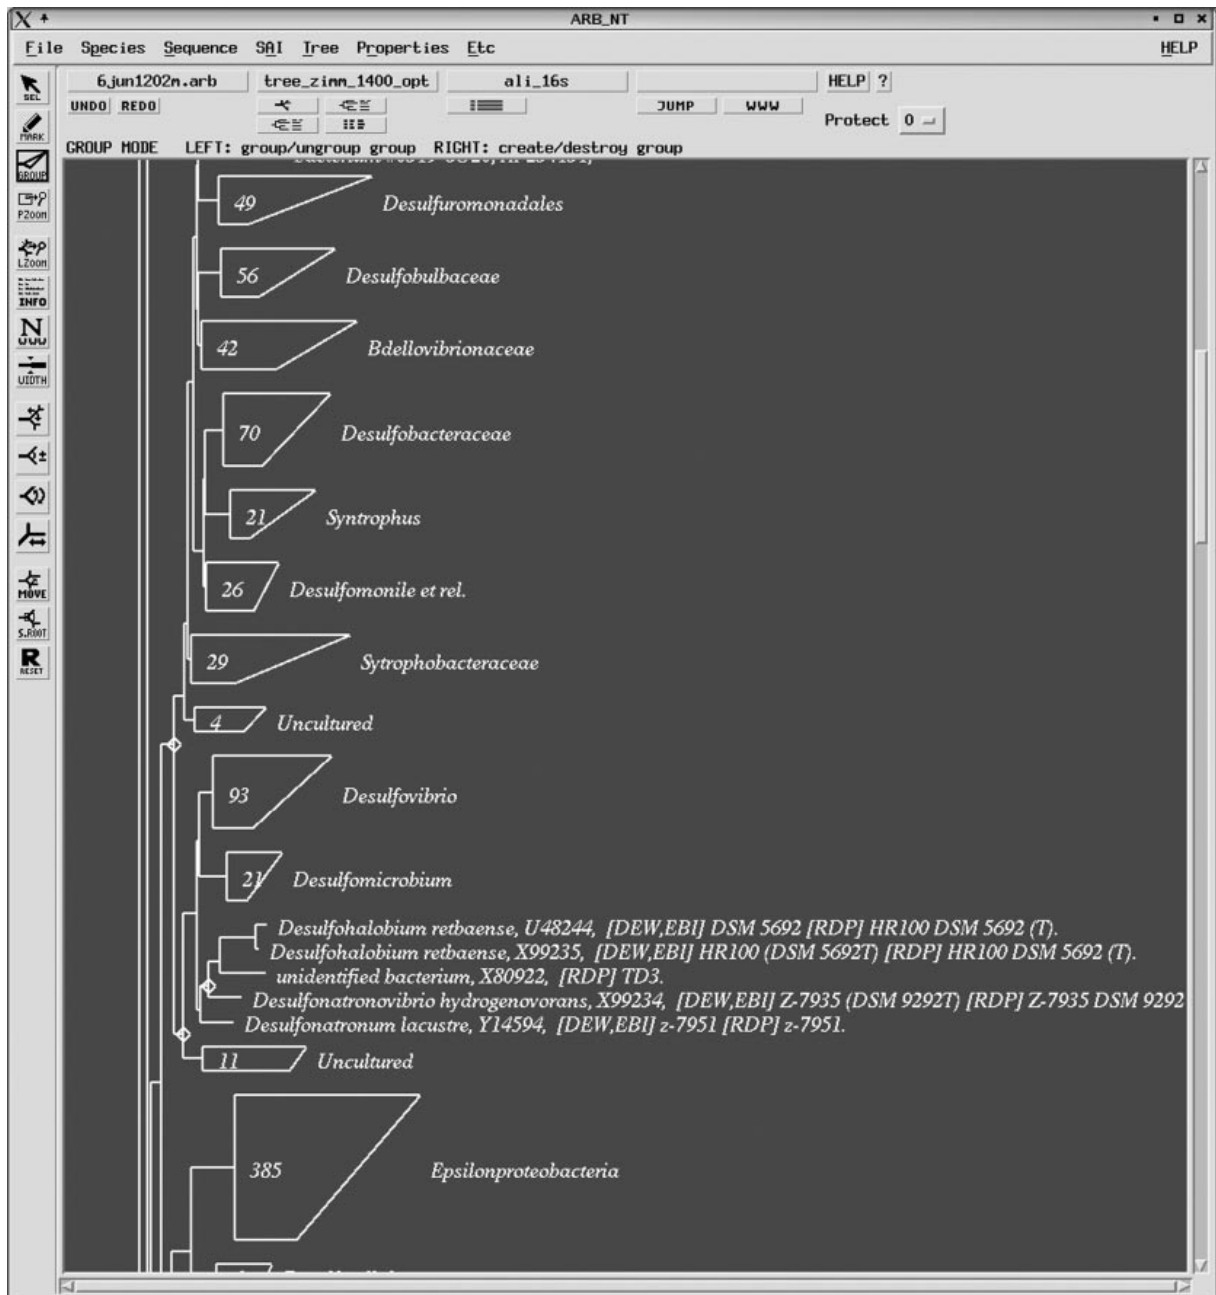 ARB_NT
File Species Sequence SAI Tree Properties Etc HELP
6jun1202m.arb tree_zimm_1400_opt ali_16s HELP ?
UNDO REDO JUMP WWW
Protect 0
GROUP MODE LEFT: group/ungroup group RIGHT: create/destroy group
SEL
MARK
GROUP
PZOOM
LZOOM
INFO
N
WWW
WIDTH
MOVE
S.ROOT
R
RESET
49 Desulfuromonadales
56 Desulfobulbaceae
42 Bdellovibrionaceae
70 Desulfobacteraceae
21 Syntrophus
26 Desulfomonile et rel.
29 Sytrophobacteraceae
4 Uncultured
93 Desulfovibrio
21 Desulfomicrobium
Desulfohalobium retbaense, U48244, [DEW,EBI] DSM 5692 [RDP] HR100 DSM 5692 (T).
Desulfohalobium retbaense, X99235, [DEW,EBI] HR100 (DSM 5692T) [RDP] HR100 DSM 5692 (T).
unidentified bacterium, X80922, [RDP] TD3.
Desulfonatronovibrio hydrogenovorans, X99234, [DEW,EBI] Z-7935 (DSM 9292T) [RDP] Z-7935 DSM 9292
Desulfonatronum lacustre, Y14594, [DEW,EBI] z-7951 [RDP] z-7951.
11 Uncultured
385 Epsilonproteobacteria